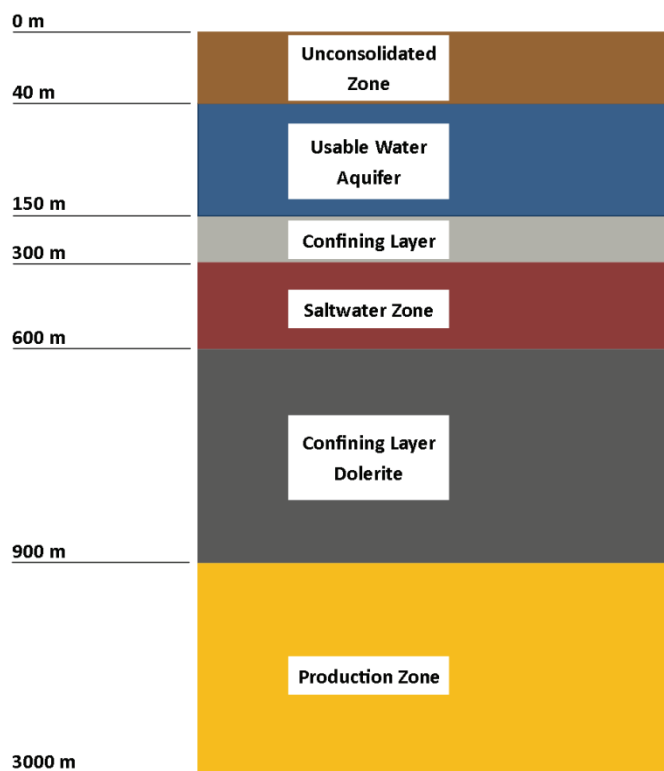 0 m
Unconsolidated
Zone
40 m
Usable Water
Aquifer
150 m
Confining Layer
300 m
Saltwater Zone
600 m
Confining Layer
Dolerite
900 m
Production Zone
3000 m